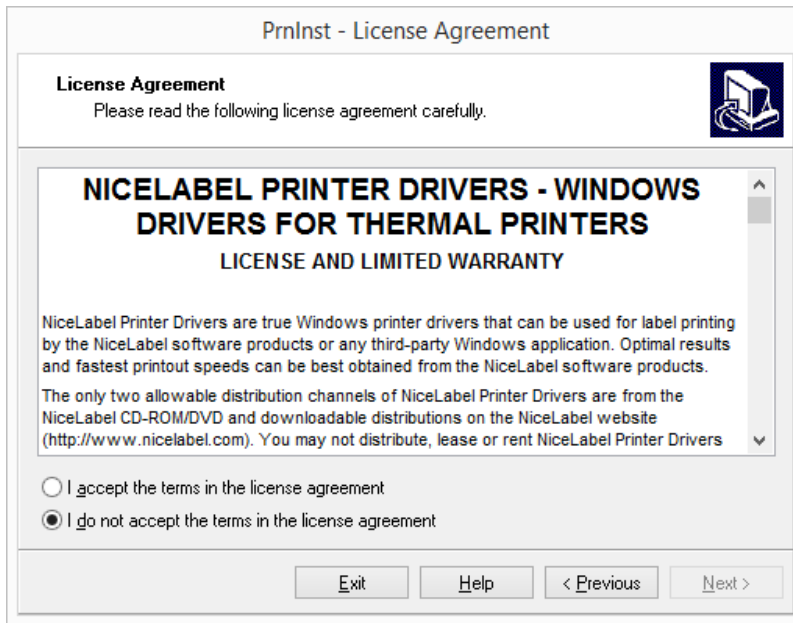 PrnInst - License Agreement
License Agreement
Please read the following license agreement carefully.
NICELABEL PRINTER DRIVERS - WINDOWS
DRIVERS FOR THERMAL PRINTERS
LICENSE AND LIMITED WARRANTY
NiceLabel Printer Drivers are true Windows printer drivers that can be used for label printing
by the NiceLabel software products or any third-party Windows application. Optimal results
and fastest printout speeds can be best obtained from the NiceLabel software products.
The only two allowable distribution channels of NiceLabel Printer Drivers are from the
NiceLabel CD-ROM/DVD and downloadable distributions on the NiceLabel website
(http://www.nicelabel.com). You may not distribute, lease or rent NiceLabel Printer Drivers
I accept the terms in the license agreement
I do not accept the terms in the license agreement
Exit Help < Previous Next >